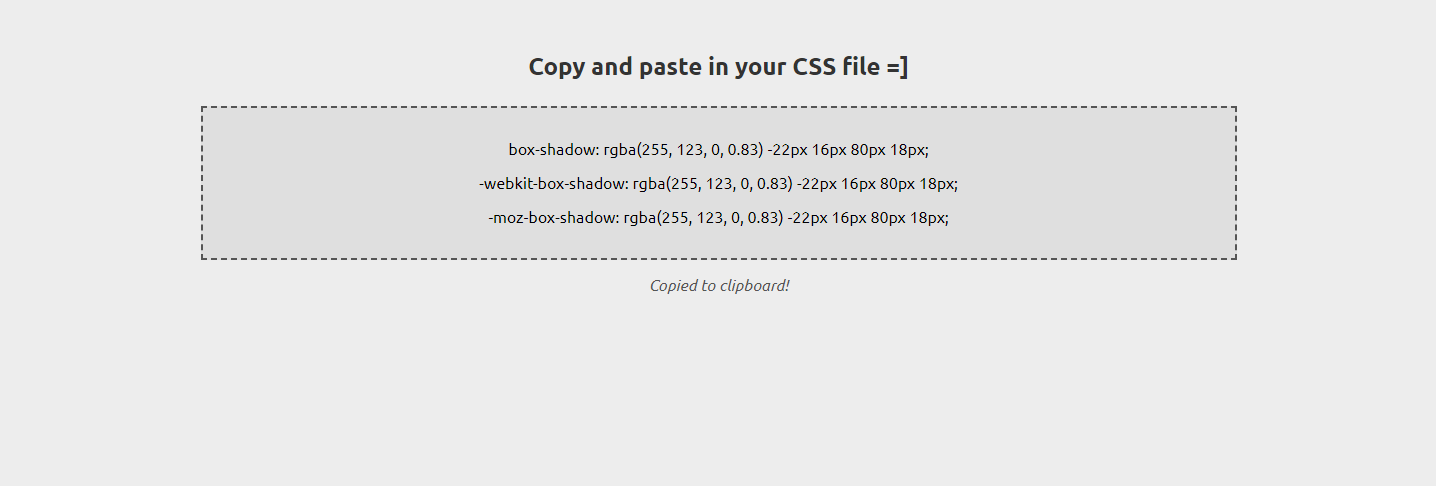 Copy and paste in your CSS file =]
box-shadow: rgba(255, 123, 0, 0.83) -22px 16px 80px 18px;
-webkit-box-shadow: rgba(255, 123, 0, 0.83) -22px 16px 80px 18px;
-moz-box-shadow: rgba(255, 123, 0, 0.83) -22px 16px 80px 18px;
Copied to clipboard!